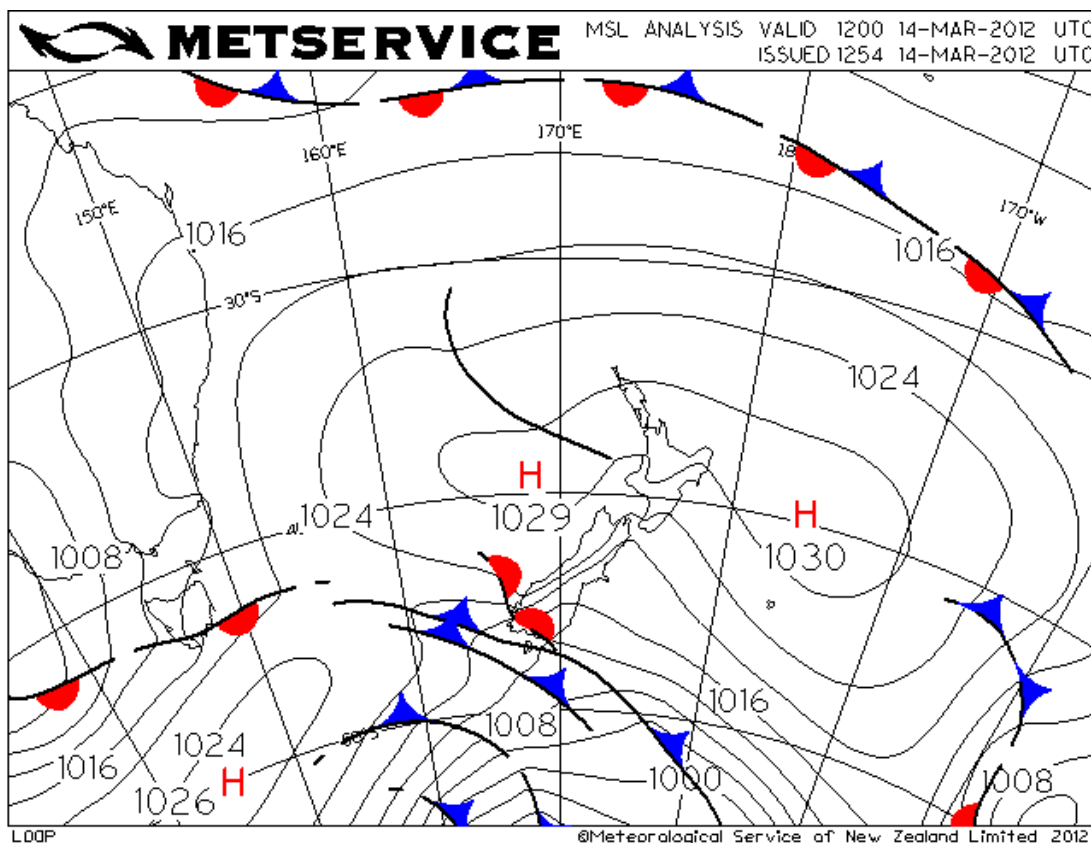 METSERVICE
MSL ANALYSIS VALID 1200 14-MAR-2012 UTC
ISSUED 1254 14-MAR-2012 UTC
170°E
160°E
18
150°E
170°W
1016
1016
30°S
1024
H
1024
1029
H
1008
1030
1016
1008
1024
1016
H
1026
1000
1008
LOOP
©Meteorological Service of New Zealand Limited 2012